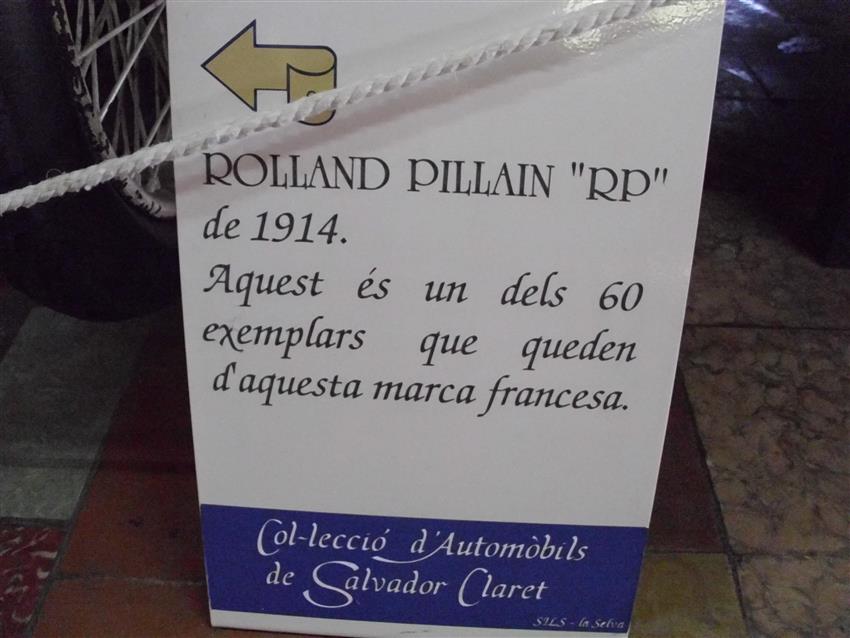 ROLLAND PILLAIN "RP"
de 1914.
Aquest és un dels 60
exemplars que queden
d'aquesta marca francesa.
Col-lecció d'Automòbils
de Salvador Claret
SILS - la Selva